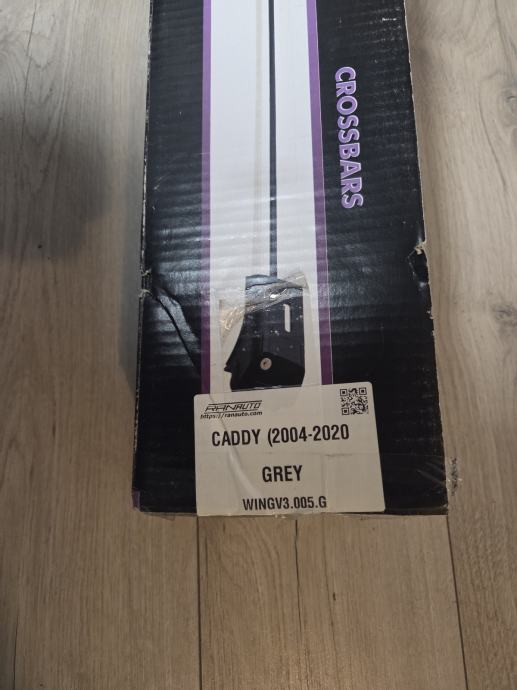 CROSSBARS
RANAUTO
https://ranauto.com
CADDY (2004-2020
GREY
WINGV3.005.G